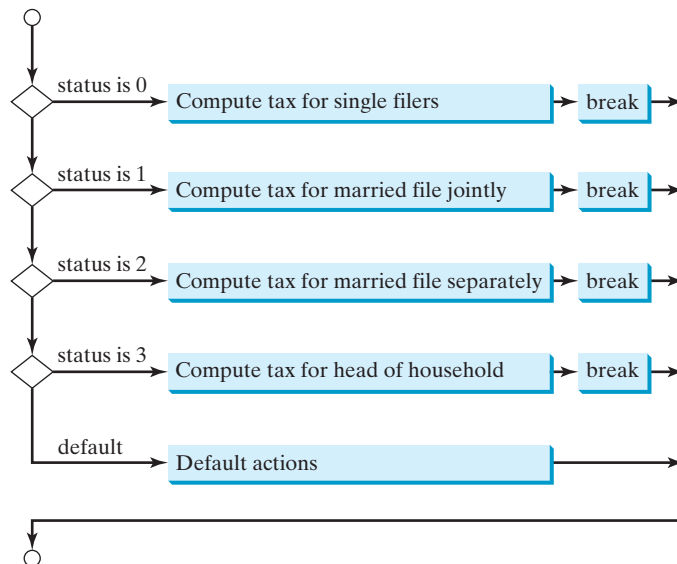 status is 0
Compute tax for single filers
break
status is 1
Compute tax for married file jointly
break
status is 2
Compute tax for married file separately
break
status is 3
Compute tax for head of household
break
default
Default actions